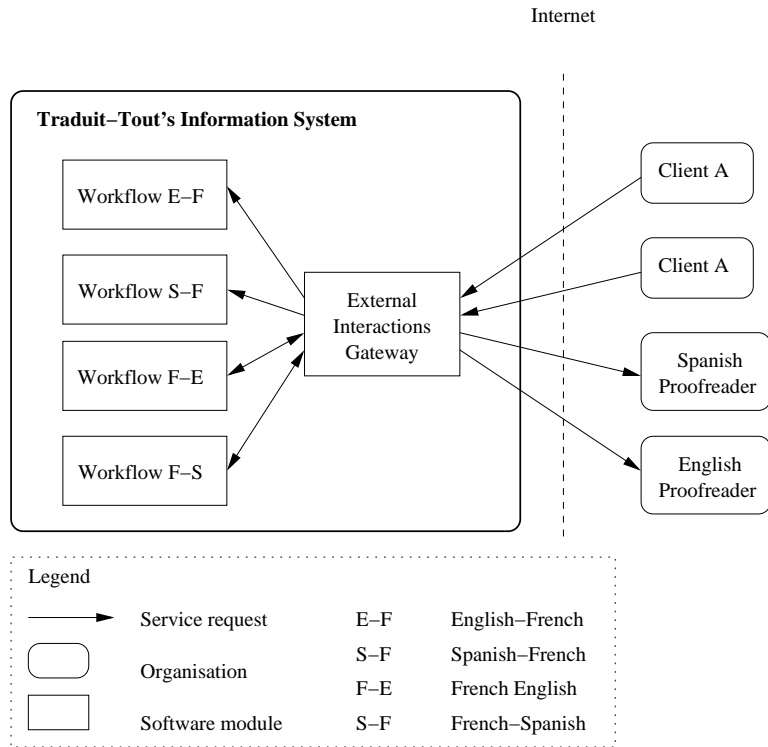 Internet
Traduit–Tout's Information System
Workflow E–F
Workflow S–F
Workflow F–E
Workflow F–S
External
Interactions
Gateway
Client A
Client A
Spanish
Proofreader
English
Proofreader
Legend
Service request
Organisation
Software module
E–F English–French
S–F Spanish–French
F–E French English
S–F French–Spanish